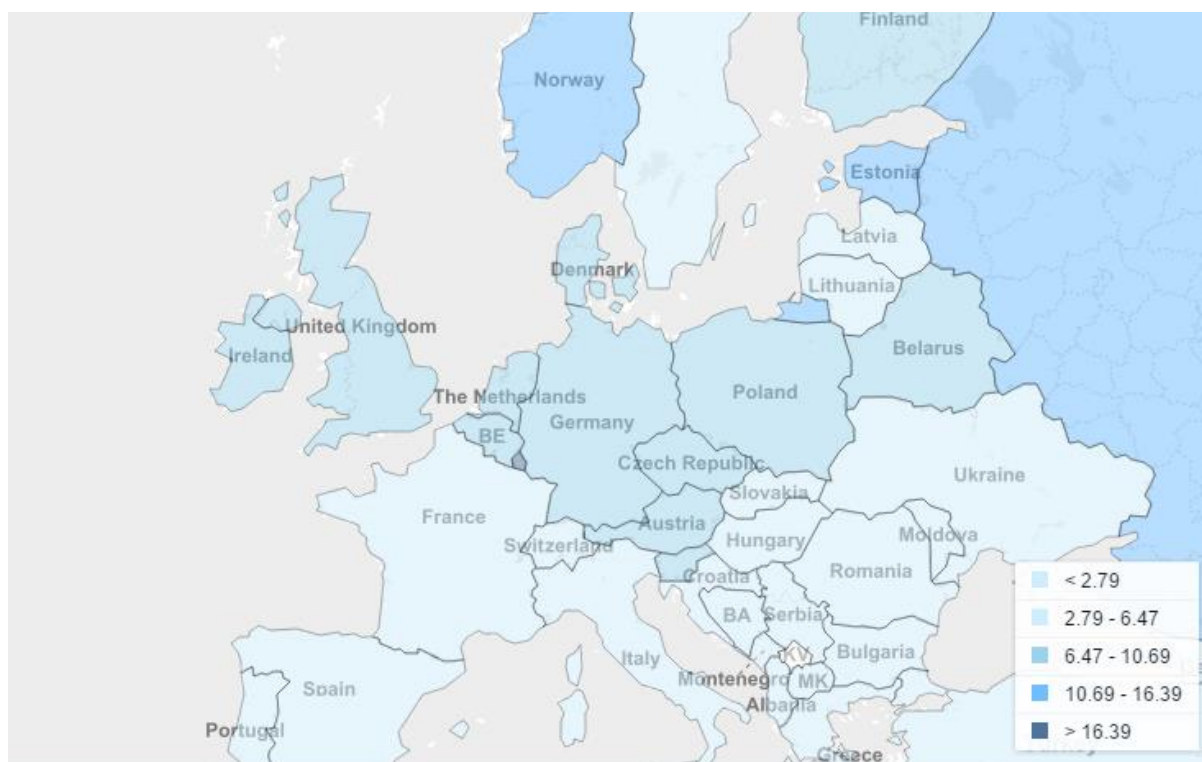 Finland
Norway
Estonia
Latvia
Denmark
Lithuania
United Kingdom
Ireland
Belarus
The Netherlands
Poland
Germany
BE
Czech Republic
Ukraine
Slovakia
France
Austria
Moldova
Switzerland
Hungary
Romania
Croatia
BA
Serbia
KV
Bulgaria
Italy
Montenegro
MK
Spain
Albania
Portugal
Greece
Turkey
< 2.79
2.79 - 6.47
6.47 - 10.69
10.69 - 16.39
> 16.39